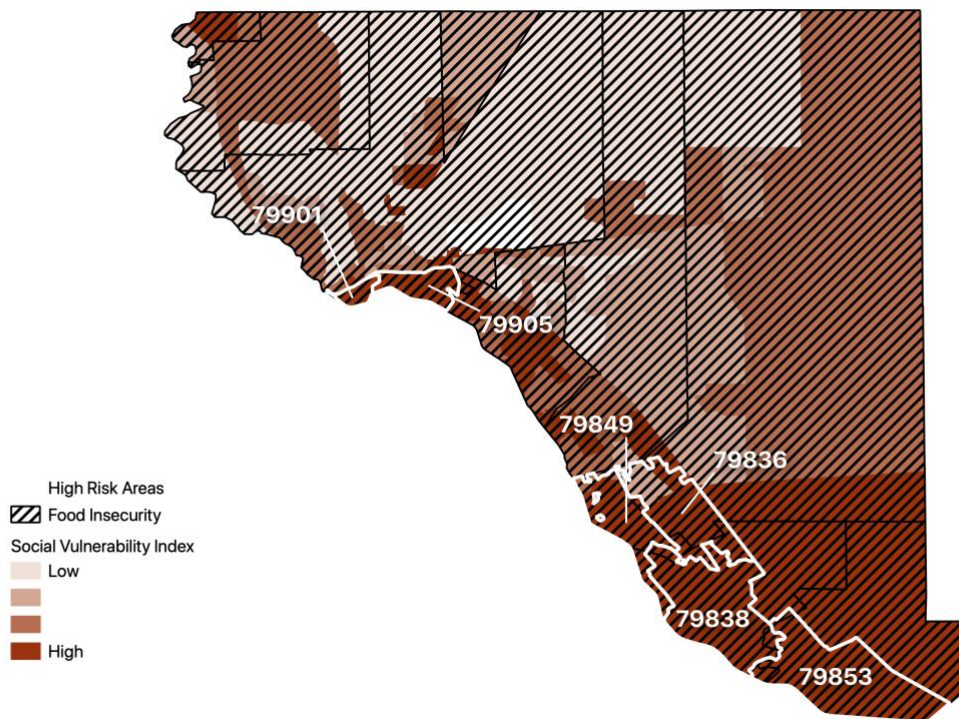 79901
79905
79849
79836
High Risk Areas
Food Insecurity
Social Vulnerability Index
Low
High
79838
79853